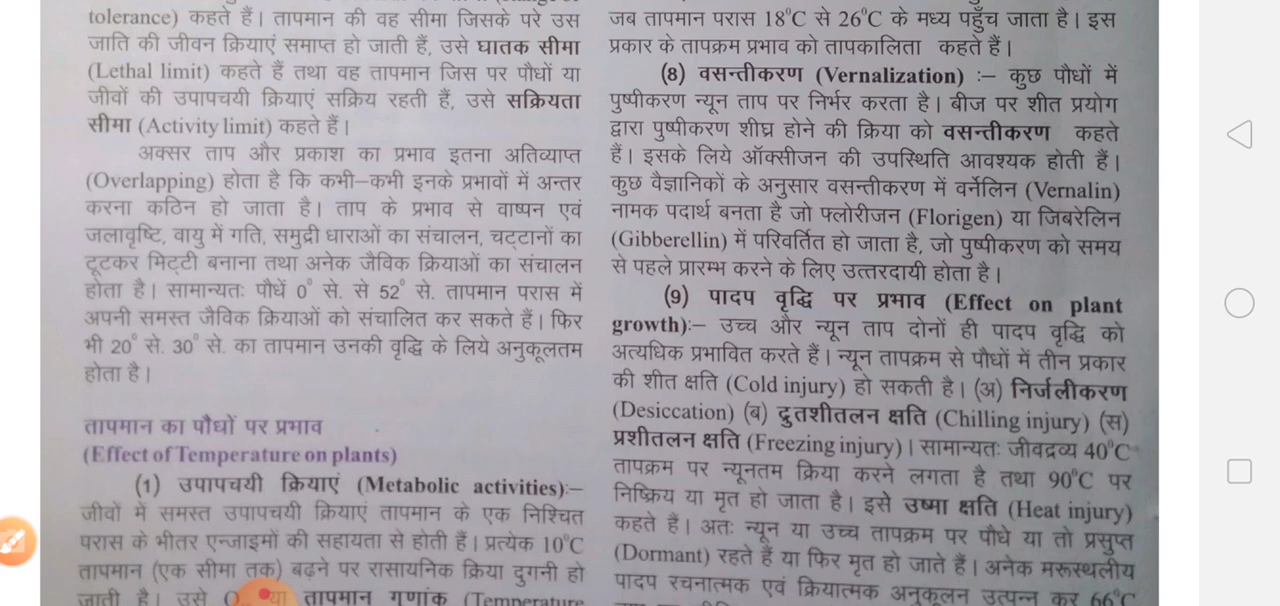 tolerance) कहते हैं। तापमान की वह सीमा जिसके परे उस
जाति की जीवन क्रियाएं समाप्त हो जाती हैं, उसे घातक सीमा
(Lethal limit) कहते हैं तथा वह तापमान जिस पर पौधों या
जीवों की उपापचयी क्रियाएं सक्रिय रहती हैं, उसे सक्रियता
सीमा (Activity limit) कहते हैं।
अक्सर ताप और प्रकाश का प्रभाव इतना अतिव्याप्त
(Overlapping) होता है कि कभी–कभी इनके प्रभावों में अन्तर
करना कठिन हो जाता है। ताप के प्रभाव से वाष्पन एवं
जलावृष्टि, वायु में गति, समुद्री धाराओं का संचालन, चट्टानों का
टूटकर मिट्टी बनाना तथा अनेक जैविक क्रियाओं का संचालन
होता है। सामान्यतः पौधें 0° से. से 52° से. तापमान परास में
अपनी समस्त जैविक क्रियाओं को संचालित कर सकते हैं। फिर
भी 20° से. 30° से. का तापमान उनकी वृद्धि के लिये अनुकूलतम
होता है।
तापमान का पौधों पर प्रभाव
(Effect of Temperature on plants)
(1) उपापचयी क्रियाएं (Metabolic activities):–
जीवों में समस्त उपापचयी क्रियाएं तापमान के एक निश्चित
परास के भीतर एन्जाइमों की सहायता से होती हैं। प्रत्येक 10°C
तापमान (एक सीमा तक) बढ़ने पर रासायनिक क्रिया दुगनी हो
जाती है। उसे या तापमान गुणांक (Temperature
जब तापमान परास 18°C से 26°C के मध्य पहुँच जाता है। इस
प्रकार के तापक्रम प्रभाव को तापकालिता कहते हैं।
(8) वसन्तीकरण (Vernalization) :– कुछ पौधों में
पुष्पीकरण न्यून ताप पर निर्भर करता है। बीज पर शीत प्रयोग
द्वारा पुष्पीकरण शीघ्र होने की क्रिया को वसन्तीकरण कहते
हैं। इसके लिये ऑक्सीजन की उपस्थिति आवश्यक होती हैं।
कुछ वैज्ञानिकों के अनुसार वसन्तीकरण में वर्नेलिन (Vernalin)
नामक पदार्थ बनता है जो फ्लोरीजन (Florigen) या जिबरेलिन
(Gibberellin) में परिवर्तित हो जाता है, जो पुष्पीकरण को समय
से पहले प्रारम्भ करने के लिए उत्तरदायी होता है।
(9) पादप वृद्धि पर प्रभाव (Effect on plant
growth):– उच्च और न्यून ताप दोनों ही पादप वृद्धि को
अत्यधिक प्रभावित करते हैं। न्यून तापक्रम से पौधों में तीन प्रकार
की शीत क्षति (Cold injury) हो सकती है। (अ) निर्जलीकरण
(Desiccation) (ब) द्रुतशीतलन क्षति (Chilling injury) (स)
प्रशीतलन क्षति (Freezing injury)। सामान्यतः जीवद्रव्य 40°C
तापक्रम पर न्यूनतम क्रिया करने लगता है तथा 90°C पर
निष्क्रिय या मृत हो जाता है। इसे उष्मा क्षति (Heat injury)
कहते हैं। अतः न्यून या उच्च तापक्रम पर पौधे या तो प्रसुप्त
(Dormant) रहते हैं या फिर मृत हो जाते हैं। अनेक मरूस्थलीय
पादप रचनात्मक एवं क्रियात्मक अनुकूलन उत्पन्न कर 66°C